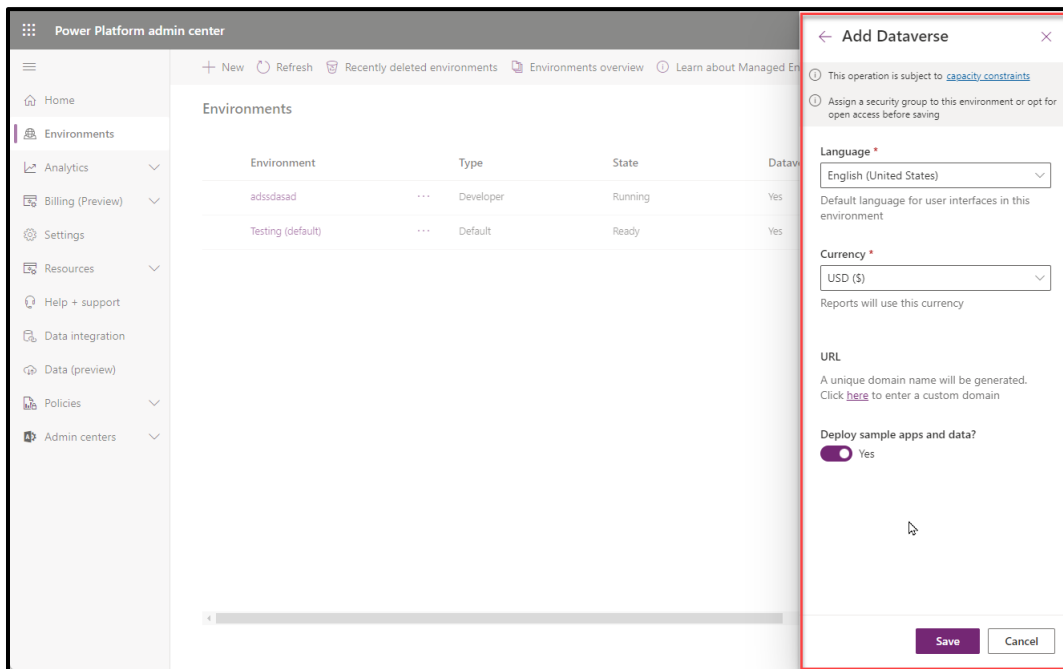 Power Platform admin center
New Refresh Recently deleted environments Environments overview Learn about Managed En
Home
Environments
Analytics
Billing (Preview)
Settings
Resources
Help + support
Data integration
Data (preview)
Policies
Admin centers
Environments
Environment Type State Datav
adssdasad ... Developer Running Yes
Testing (default) ... Default Ready Yes
Add Dataverse
This operation is subject to capacity constraints
Assign a security group to this environment or opt for
open access before saving
Language *
English (United States)
Default language for user interfaces in this
environment
Currency *
USD ($)
Reports will use this currency
URL
A unique domain name will be generated.
Click here to enter a custom domain
Deploy sample apps and data?
Yes
Save Cancel